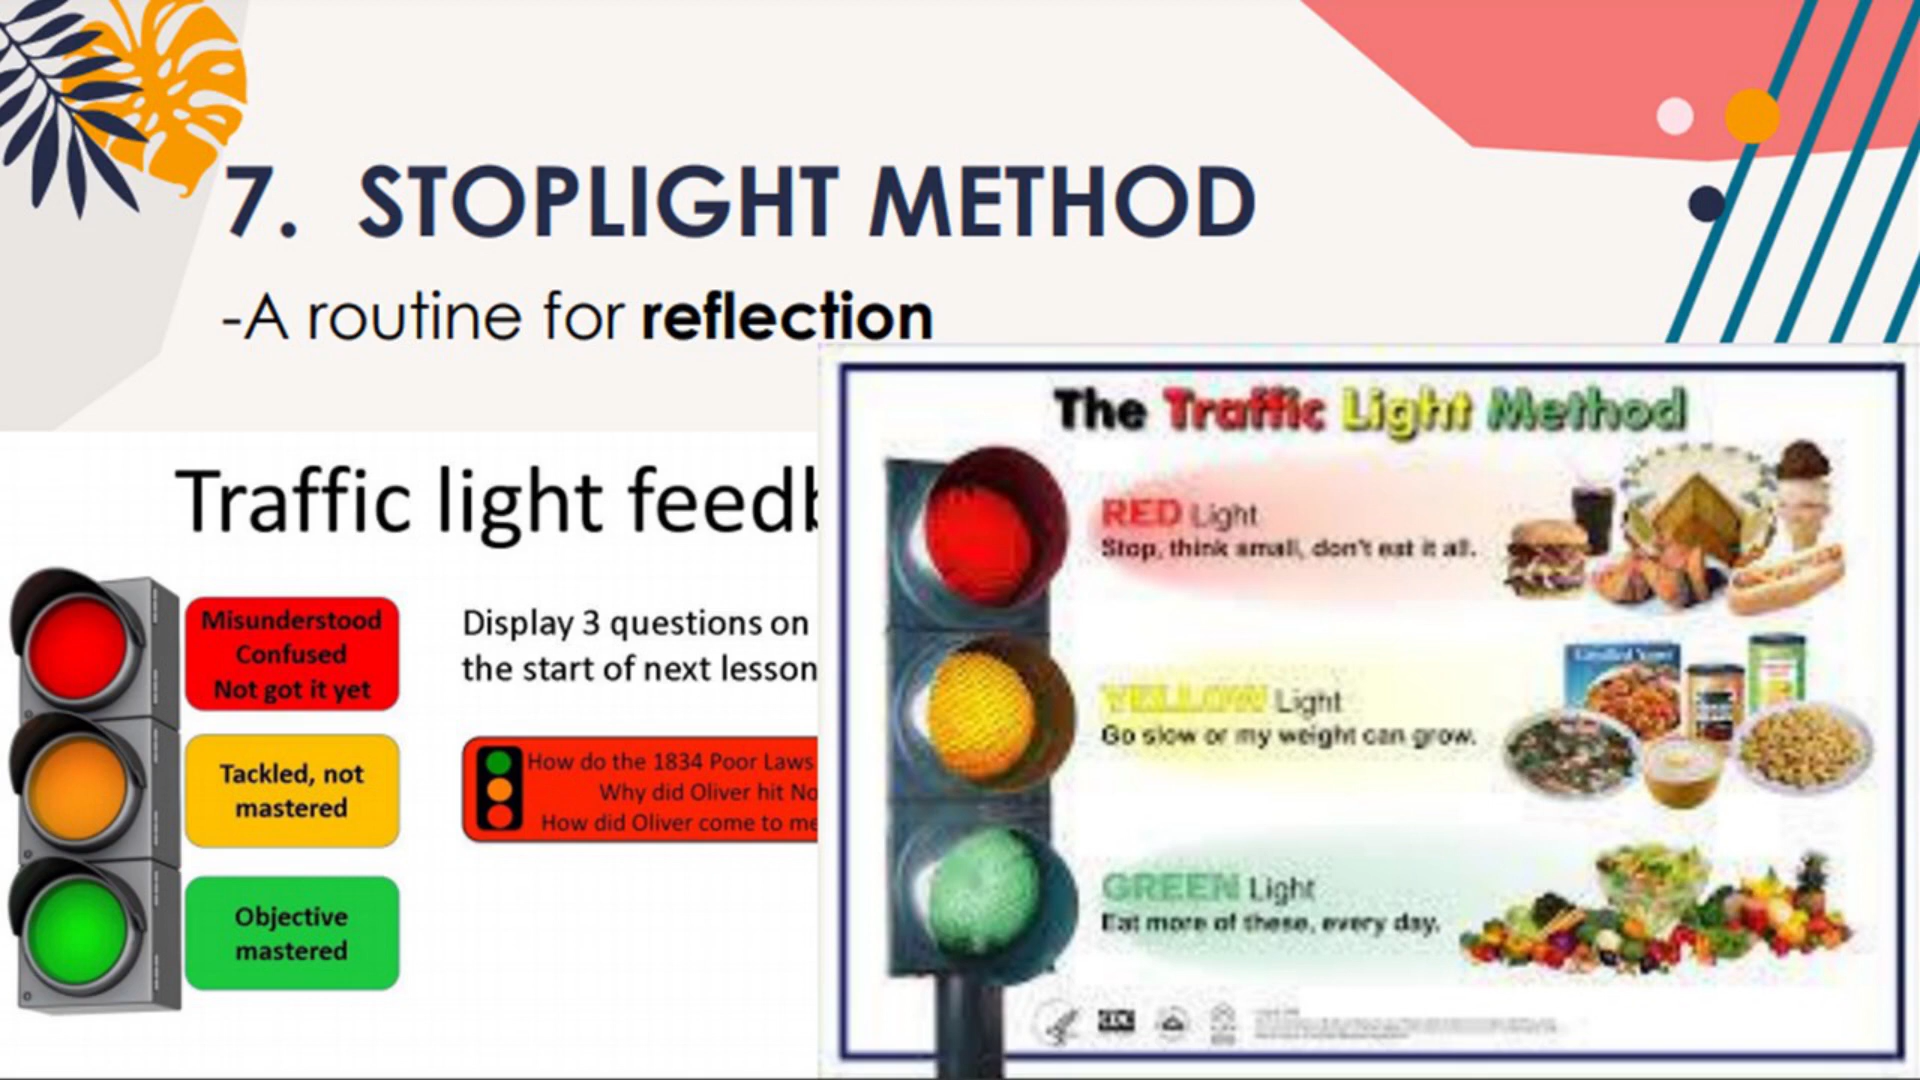 7. STOPLIGHT METHOD
-A routine for reflection
Traffic light feedb
Misunderstood
Confused
Not got it yet
Tackled, not
mastered
Objective
mastered
Display 3 questions on
the start of next lesson
How do the 1834 Poor Laws
Why did Oliver hit No
How did Oliver come to me
The Traffic Light Method
RED Light
Stop, think small, don't eat it all.
YELLOW Light
Go slow or my weight can grow.
GREEN Light
Eat more of these, every day.
CDC